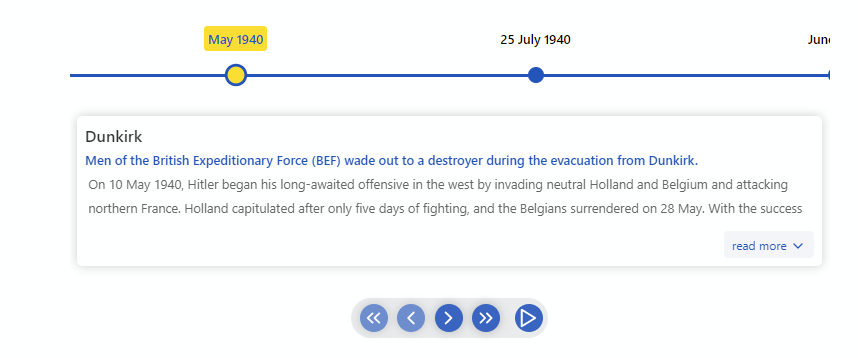 May 1940
25 July 1940
Dunkirk
Men of the British Expeditionary Force (BEF) wade out to a destroyer during the evacuation from Dunkirk.
On 10 May 1940, Hitler began his long-awaited offensive in the west by invading neutral Holland and Belgium and attacking
northern France. Holland capitulated after only five days of fighting, and the Belgians surrendered on 28 May. With the success
read more